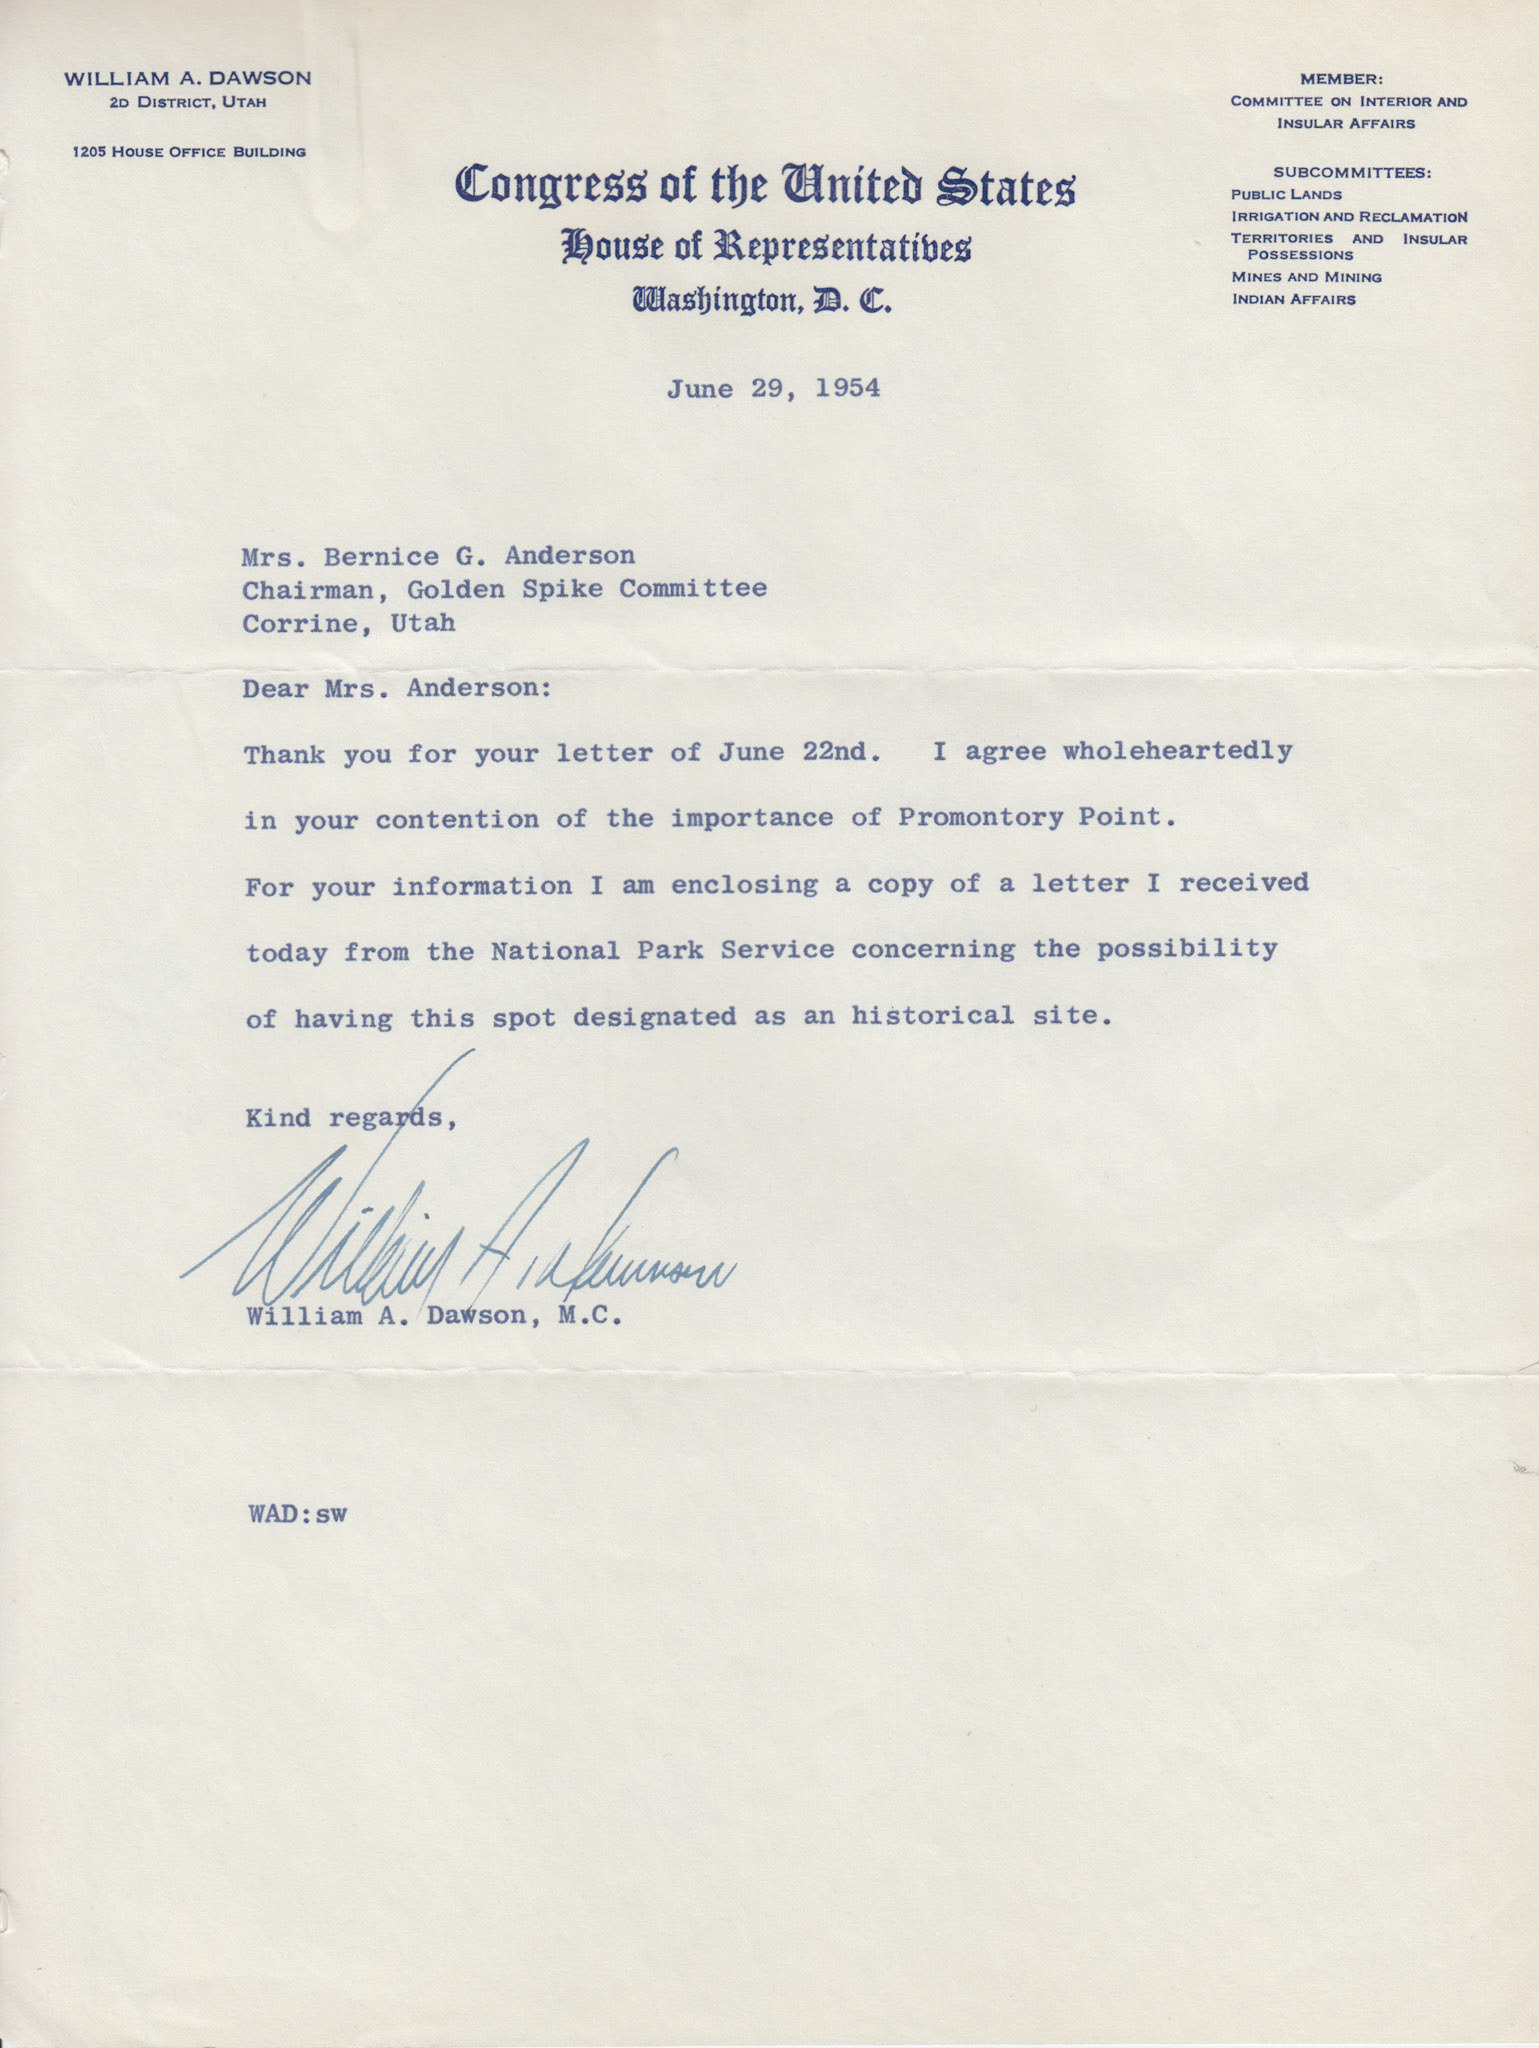 WILLIAM A. DAWSON
2D DISTRICT, UTAH
1205 HOUSE OFFICE BUILDING
MEMBER:
COMMITTEE ON INTERIOR AND
INSULAR AFFAIRS
SUBCOMMITTEES:
PUBLIC LANDS
IRRIGATION AND RECLAMATION
TERRITORIES AND INSULAR
POSSESSIONS
MINES AND MINING
INDIAN AFFAIRS
Congress of the United States
House of Representatives
Washington, D. C.
June 29, 1954
Mrs. Bernice G. Anderson
Chairman, Golden Spike Committee
Corrine, Utah
Dear Mrs. Anderson:
Thank you for your letter of June 22nd. I agree wholeheartedly
in your contention of the importance of Promontory Point.
For your information I am enclosing a copy of a letter I received
today from the National Park Service concerning the possibility
of having this spot designated as an historical site.
Kind regards,
William A. Dawson
William A. Dawson, M.C.
WAD:sw